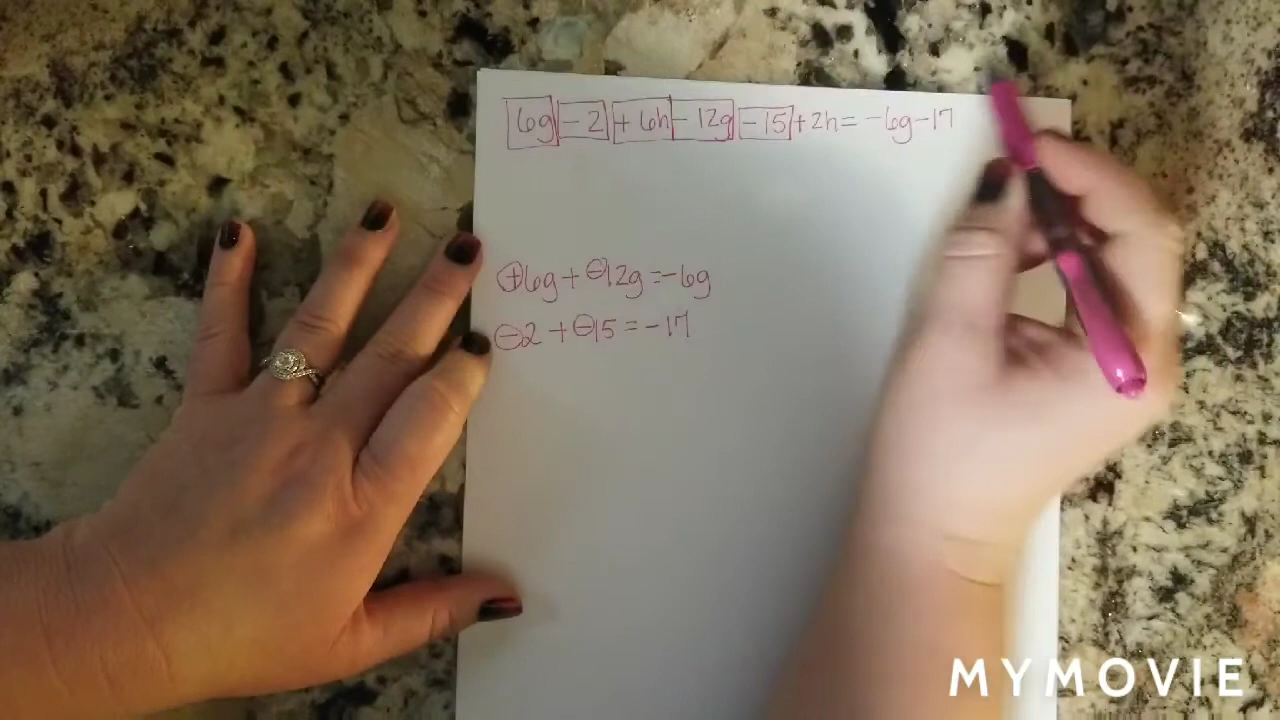 6g - 2 + 6h - 12g - 15 + 2h = -6g - 17
+6g + -12g = -6g
-2 + -15 = -17
MYMOVIE